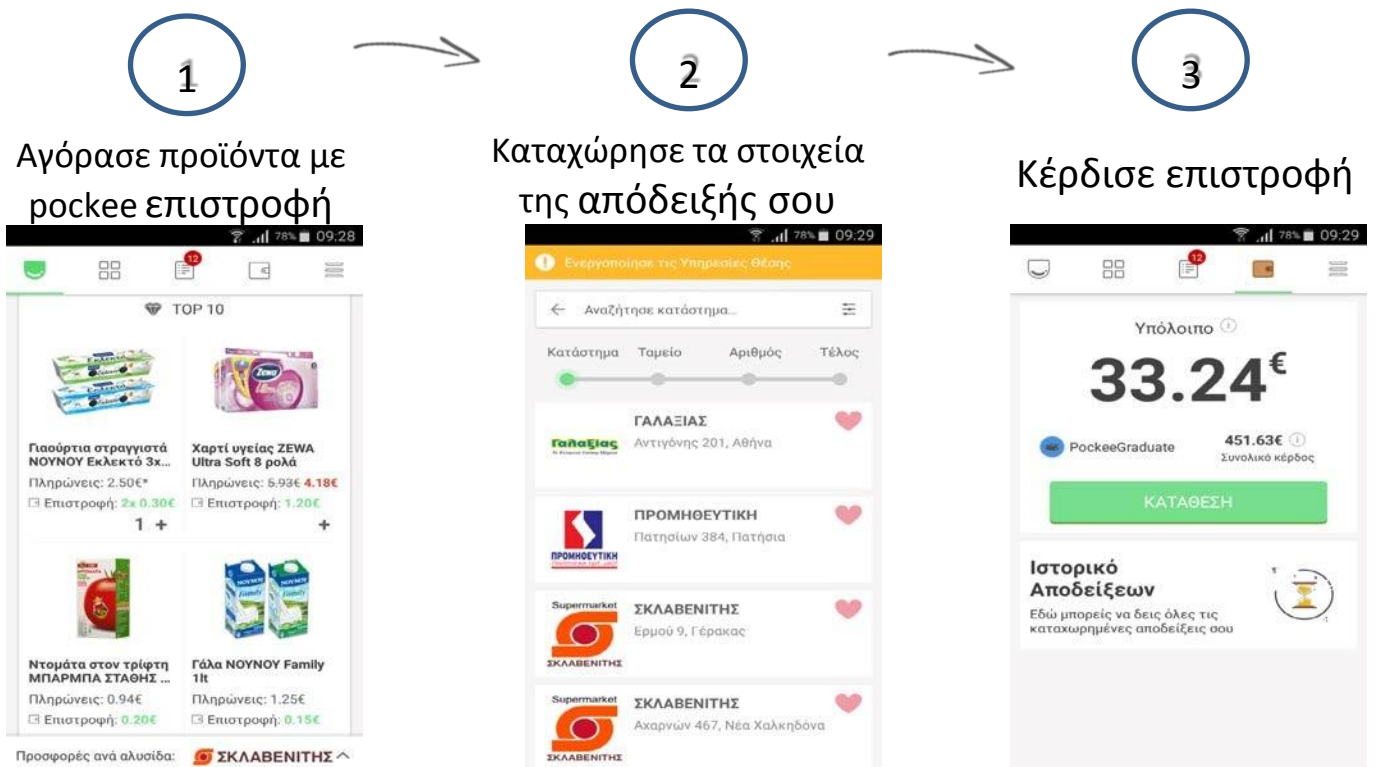 1
Αγόρασε προϊόντα με
pockee επιστροφή
78% 09:28
12
TOP 10
Γιαούρτια στραγγιστά
ΝΟΥΝΟΥ Εκλεκτό 3x...
Πληρώνεις: 2.50€*
Επιστροφή: 2x 0.30€
1 +
Χαρτί υγείας ZEWA
Ultra Soft 8 ρολά
Πληρώνεις: 5.93€ 4.18€
Επιστροφή: 1.20€
+
Ντομάτα στον τρίφτη
ΜΠΑΡΜΠΑ ΣΤΑΘΗΣ ...
Πληρώνεις: 0.94€
Επιστροφή: 0.20€
Γάλα ΝΟΥΝΟΥ Family
1lt
Πληρώνεις: 1.25€
Επιστροφή: 0.15€
Προσφορές ανά αλυσίδα: ΣΚΛΑΒΕΝΙΤΗΣ
2
Καταχώρησε τα στοιχεία
της απόδειξής σου
78% 09:29
Ενεργοποίησε τις Υπηρεσίες Θέσης
Αναζήτησε κατάστημα...
Κατάστημα Ταμείο Αριθμός Τέλος
Γαλαξίας
ΓΑΛΑΞΙΑΣ
Αντιγόνης 201, Αθήνα
ΠΡΟΜΗΘΕΥΤΙΚΗ
ΠΡΟΜΗΘΕΥΤΙΚΗ
Πατησίων 384, Πατήσια
Supermarket
ΣΚΛΑΒΕΝΙΤΗΣ
ΣΚΛΑΒΕΝΙΤΗΣ
Ερμού 9, Γέρακας
Supermarket
ΣΚΛΑΒΕΝΙΤΗΣ
ΣΚΛΑΒΕΝΙΤΗΣ
Αχαρνών 467, Νέα Χαλκηδόνα
3
Κέρδισε επιστροφή
78% 09:29
12
Υπόλοιπο
33.24€
PockeeGraduate
451.63€
Συνολικό κέρδος
ΚΑΤΑΘΕΣΗ
Ιστορικό
Αποδείξεων
Εδώ μπορείς να δεις όλες τις
καταχωρημένες αποδείξεις σου